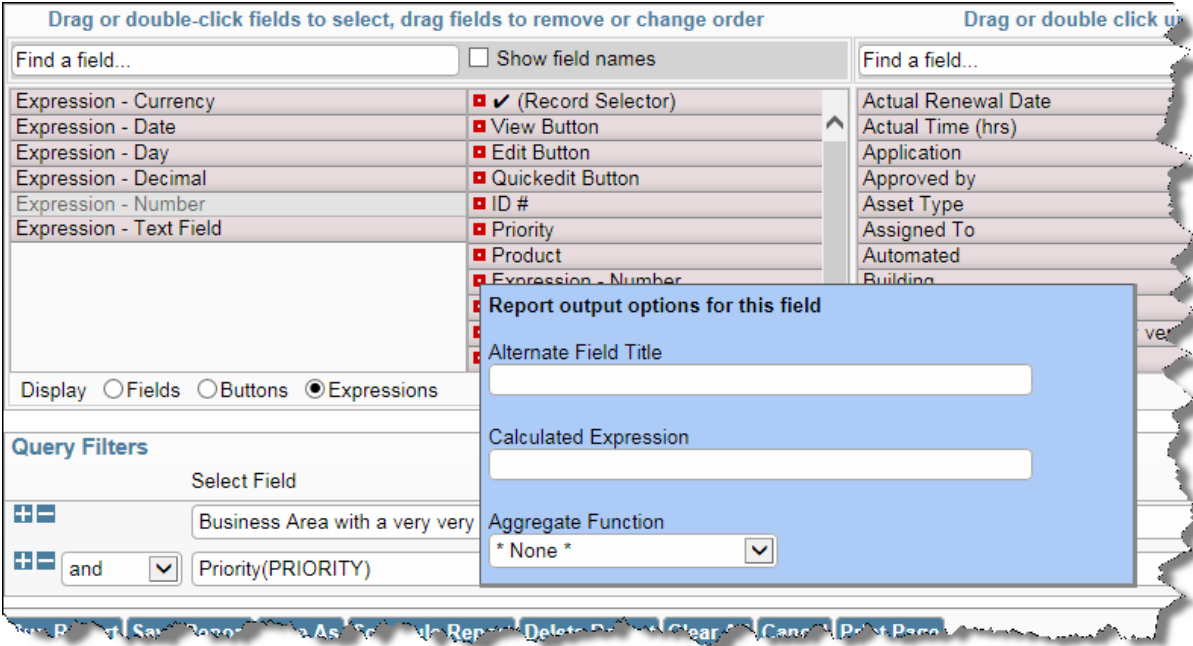 Drag or double-click fields to select, drag fields to remove or change order
Drag or double click
Find a field...
Show field names
Find a field...
Expression - Currency
Expression - Date
Expression - Day
Expression - Decimal
Expression - Number
Expression - Text Field
✔ (Record Selector)
View Button
Edit Button
Quickedit Button
ID #
Priority
Product
Expression - Number
Actual Renewal Date
Actual Time (hrs)
Application
Approved by
Asset Type
Assigned To
Automated
Building
Report output options for this field
Alternate Field Title
Calculated Expression
Aggregate Function
* None *
Display Fields Buttons Expressions
Query Filters
Select Field
Business Area with a very very
and
Priority(PRIORITY)